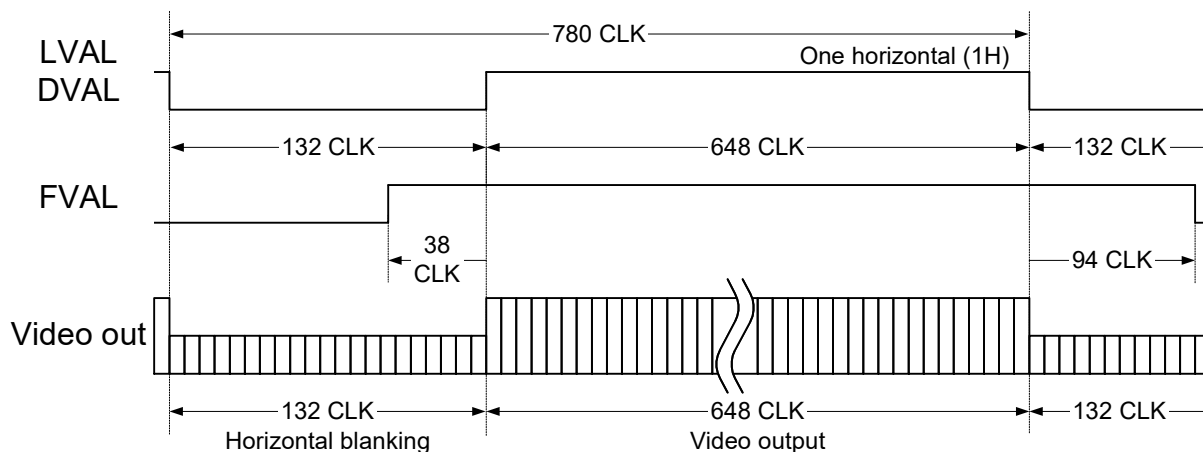 780 CLK
LVAL
DVAL
One horizontal (1H)
132 CLK
648 CLK
132 CLK
FVAL
38
CLK
94 CLK
Video out
132 CLK
648 CLK
132 CLK
Horizontal blanking
Video output